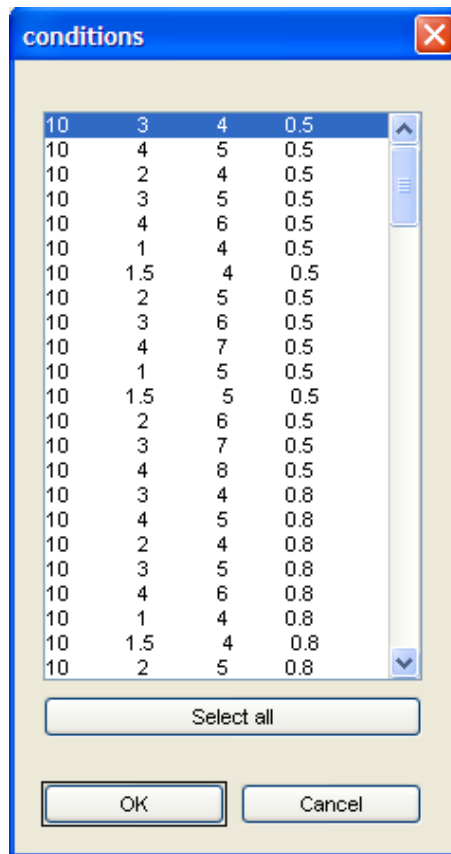 conditions
10 3 4 0.5
10 4 5 0.5
10 2 4 0.5
10 3 5 0.5
10 4 6 0.5
10 1 4 0.5
10 1.5 4 0.5
10 2 5 0.5
10 3 6 0.5
10 4 7 0.5
10 1 5 0.5
10 1.5 5 0.5
10 2 6 0.5
10 3 7 0.5
10 4 8 0.5
10 3 4 0.8
10 4 5 0.8
10 2 4 0.8
10 3 5 0.8
10 4 6 0.8
10 1 4 0.8
10 1.5 4 0.8
10 2 5 0.8
Select all
OK Cancel